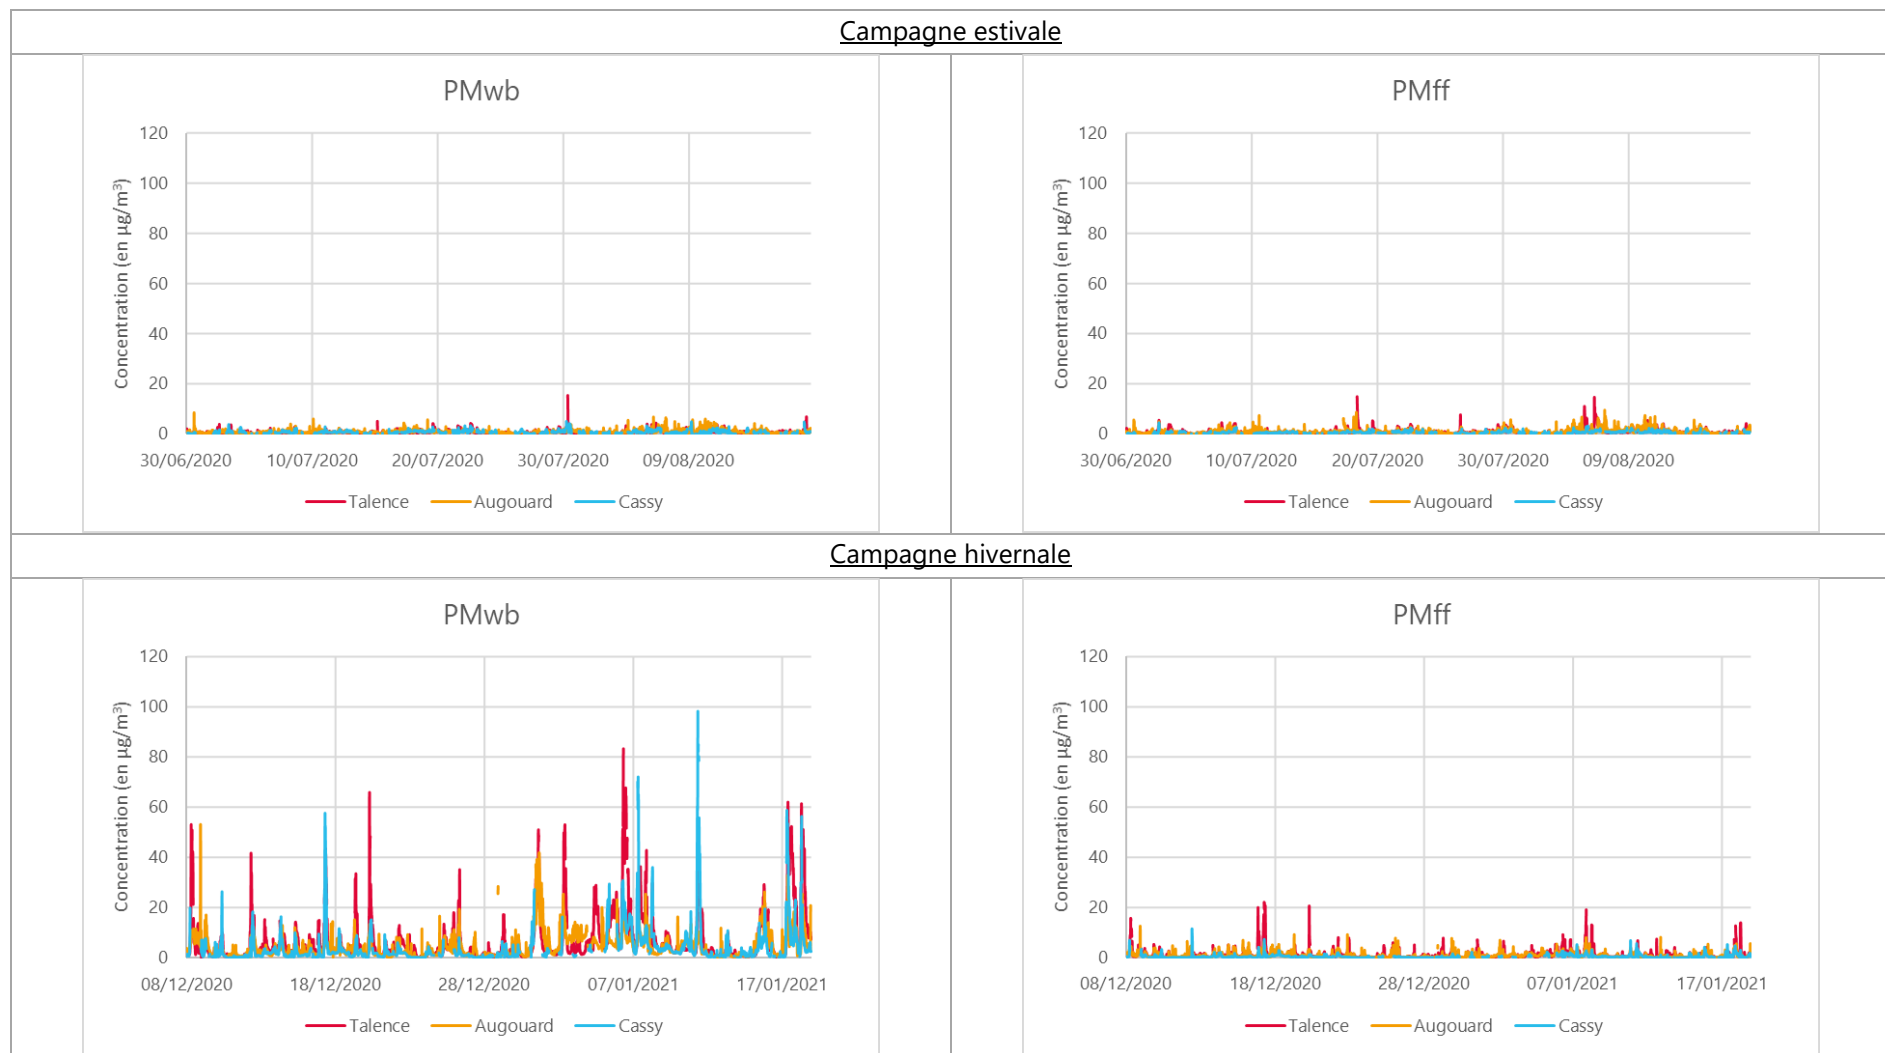 Campagne estivale
PMwb
Concentration (en µg/m³)
120
100
80
60
40
20
0
30/06/2020 10/07/2020 20/07/2020 30/07/2020 09/08/2020
Talence Augouard Cassy
PMff
Concentration (en µg/m³)
120
100
80
60
40
20
0
30/06/2020 10/07/2020 20/07/2020 30/07/2020 09/08/2020
Talence Augouard Cassy
Campagne hivernale
PMwb
Concentration (en µg/m³)
120
100
80
60
40
20
0
08/12/2020 18/12/2020 28/12/2020 07/01/2021 17/01/2021
Talence Augouard Cassy
PMff
Concentration (en µg/m³)
120
100
80
60
40
20
0
08/12/2020 18/12/2020 28/12/2020 07/01/2021 17/01/2021
Talence Augouard Cassy